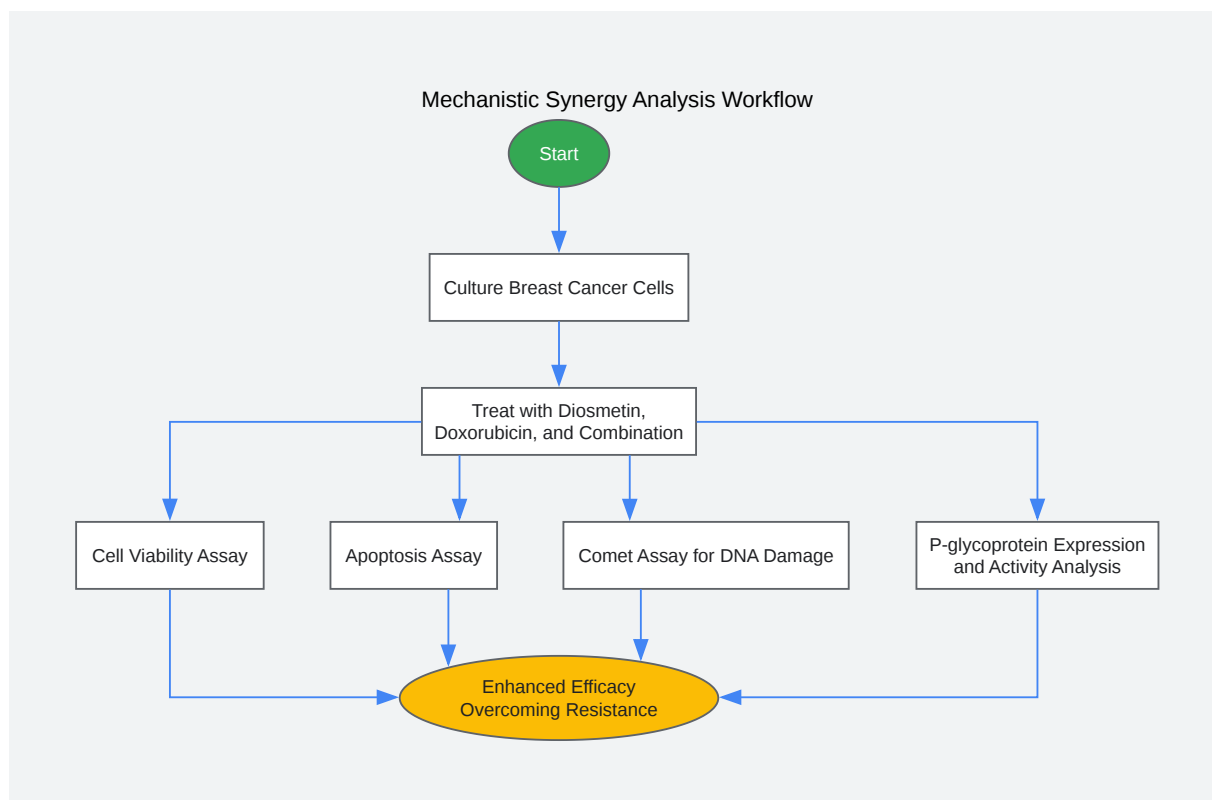 Mechanistic Synergy Analysis Workflow
Start
Culture Breast Cancer Cells
Treat with Diosmetin,
Doxorubicin, and Combination
Cell Viability Assay
Apoptosis Assay
Comet Assay for DNA Damage
P-glycoprotein Expression
and Activity Analysis
Enhanced Efficacy
Overcoming Resistance